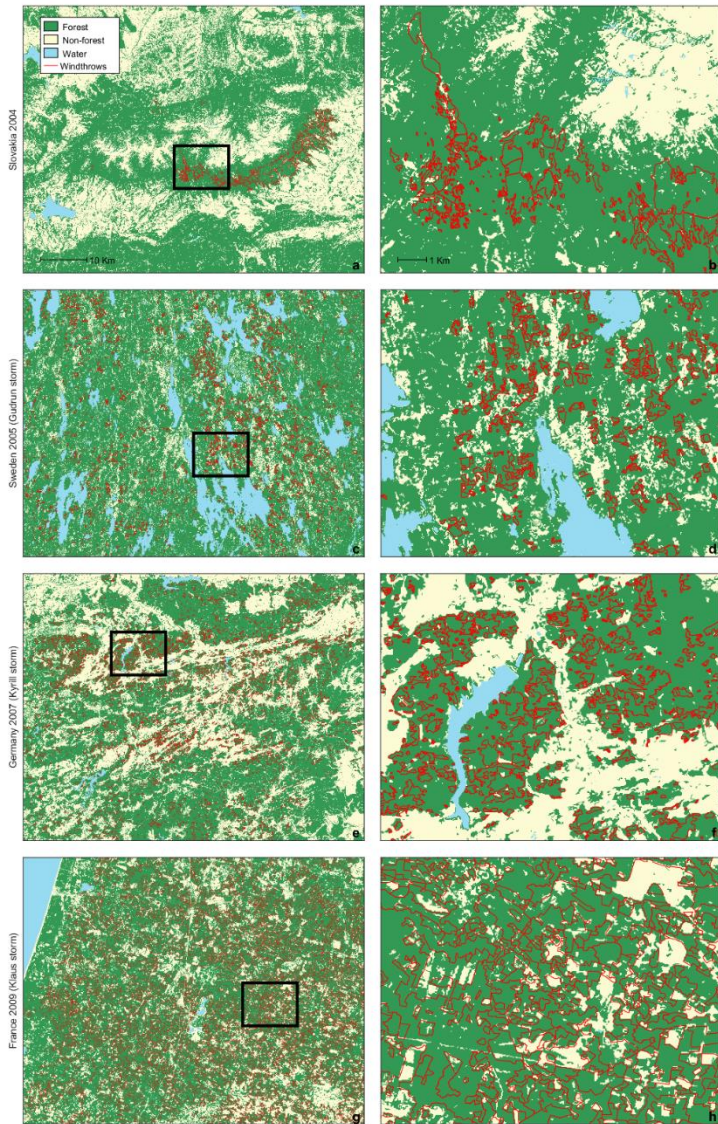 Forest
Non-forest
Water
Windthrows
Slovakia 2004
10 Km
a
1 Km
b
Sweden 2005 (Gudrun storm)
c
d
Germany 2007 (Kyrill storm)
e
f
France 2009 (Klaus storm)
g
h